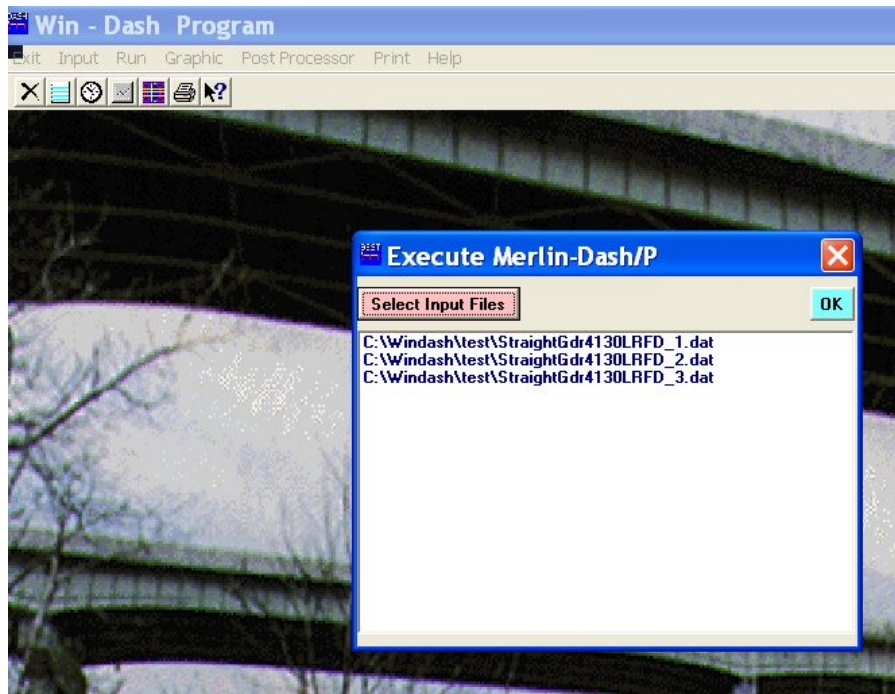 Win - Dash Program
Exit Input Run Graphic Post Processor Print Help
Execute Merlin-Dash/P
Select Input Files
OK
C:\Windash\test\StraightGdr4130LRFD_1.dat
C:\Windash\test\StraightGdr4130LRFD_2.dat
C:\Windash\test\StraightGdr4130LRFD_3.dat